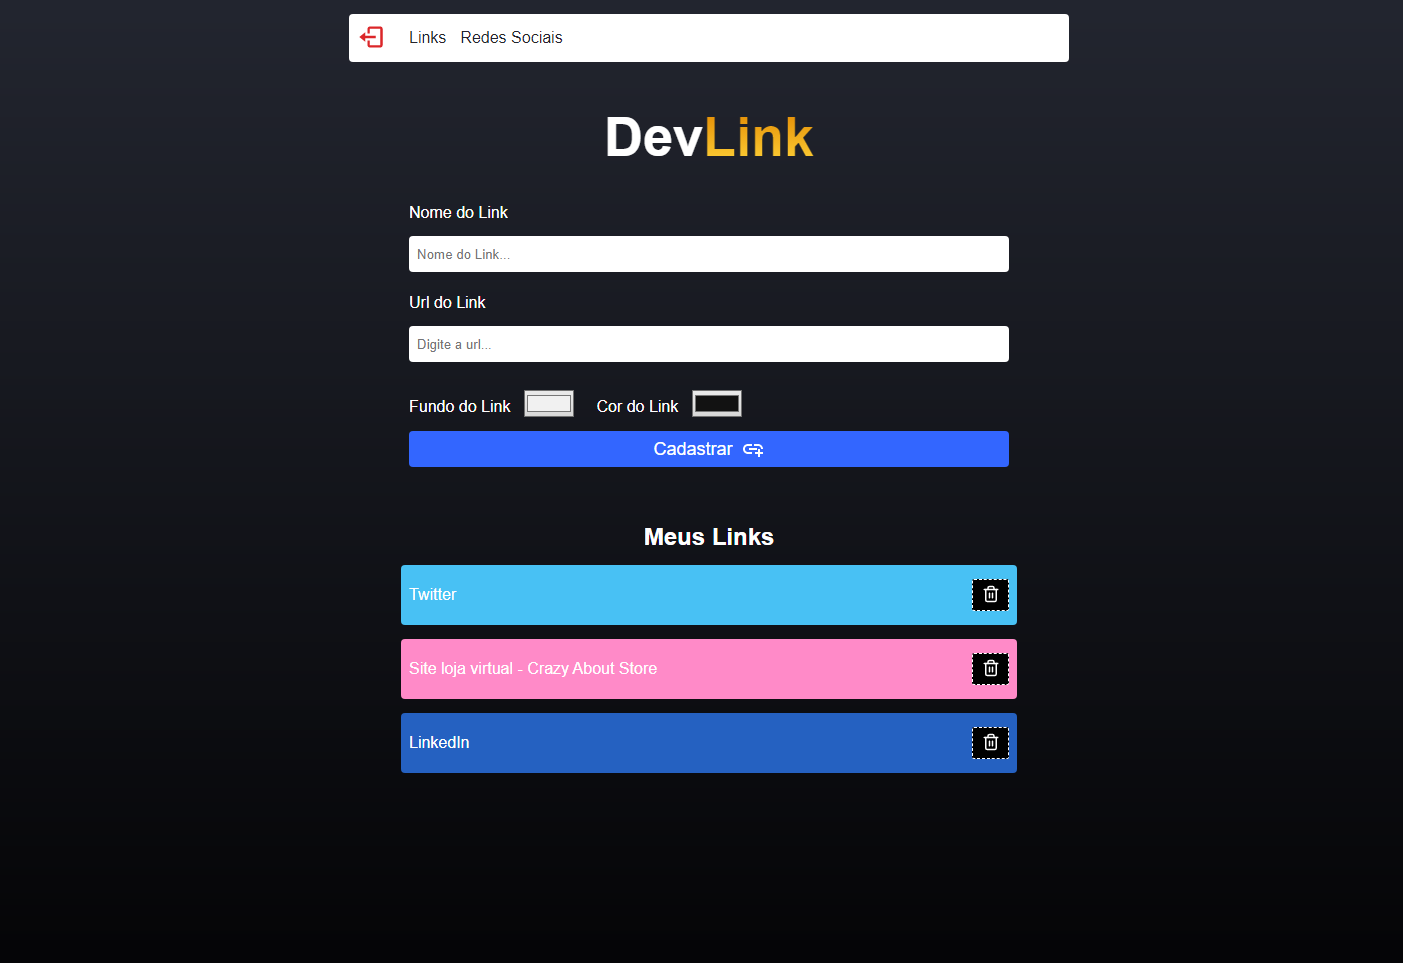 Links Redes Sociais
DevLink
Nome do Link
Nome do Link...
Url do Link
Digite a url...
Fundo do Link Cor do Link
Cadastrar
Meus Links
Twitter
Site loja virtual - Crazy About Store
LinkedIn